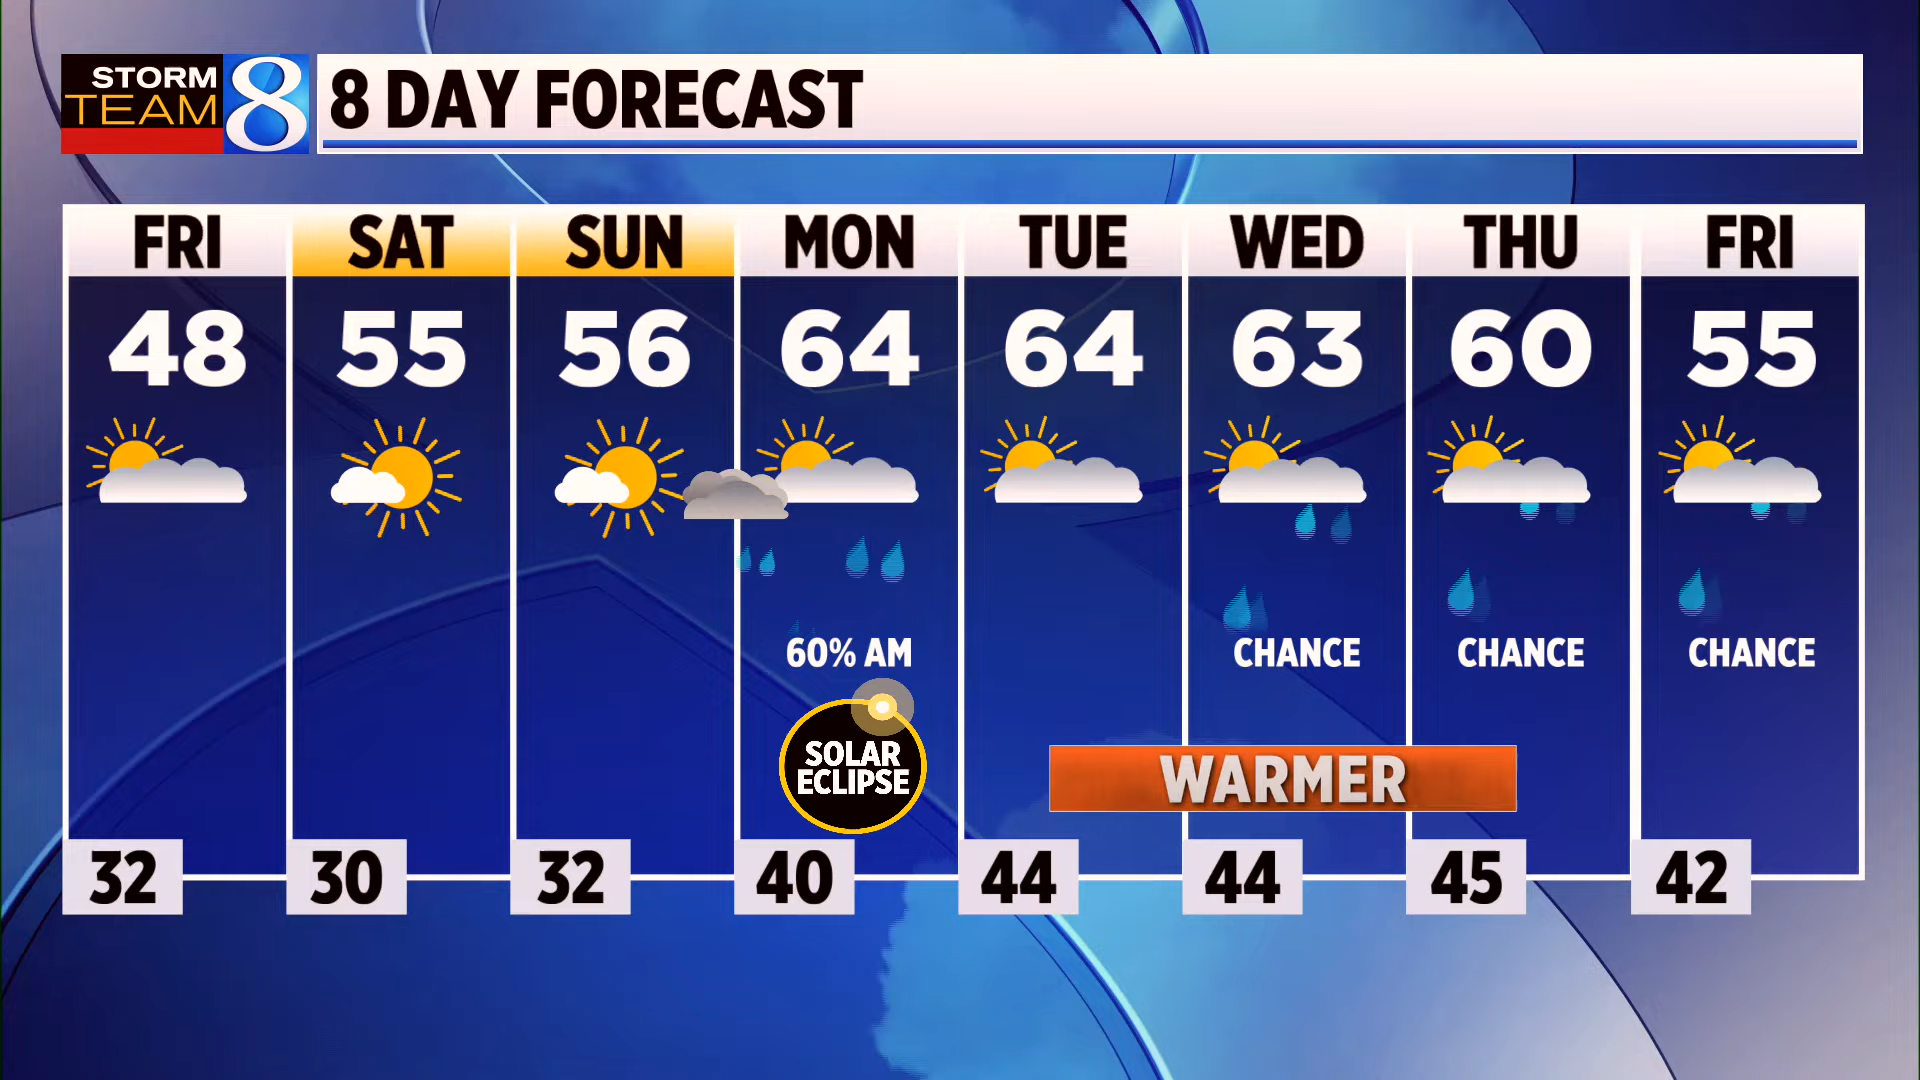 STORM
TEAM
8
8 DAY FORECAST
FRI SAT SUN MON TUE WED THU FRI
48 55 56 64 64 63 60 55
60% AM CHANCE CHANCE CHANCE
SOLAR
ECLIPSE
WARMER
32 30 32 40 44 44 45 42